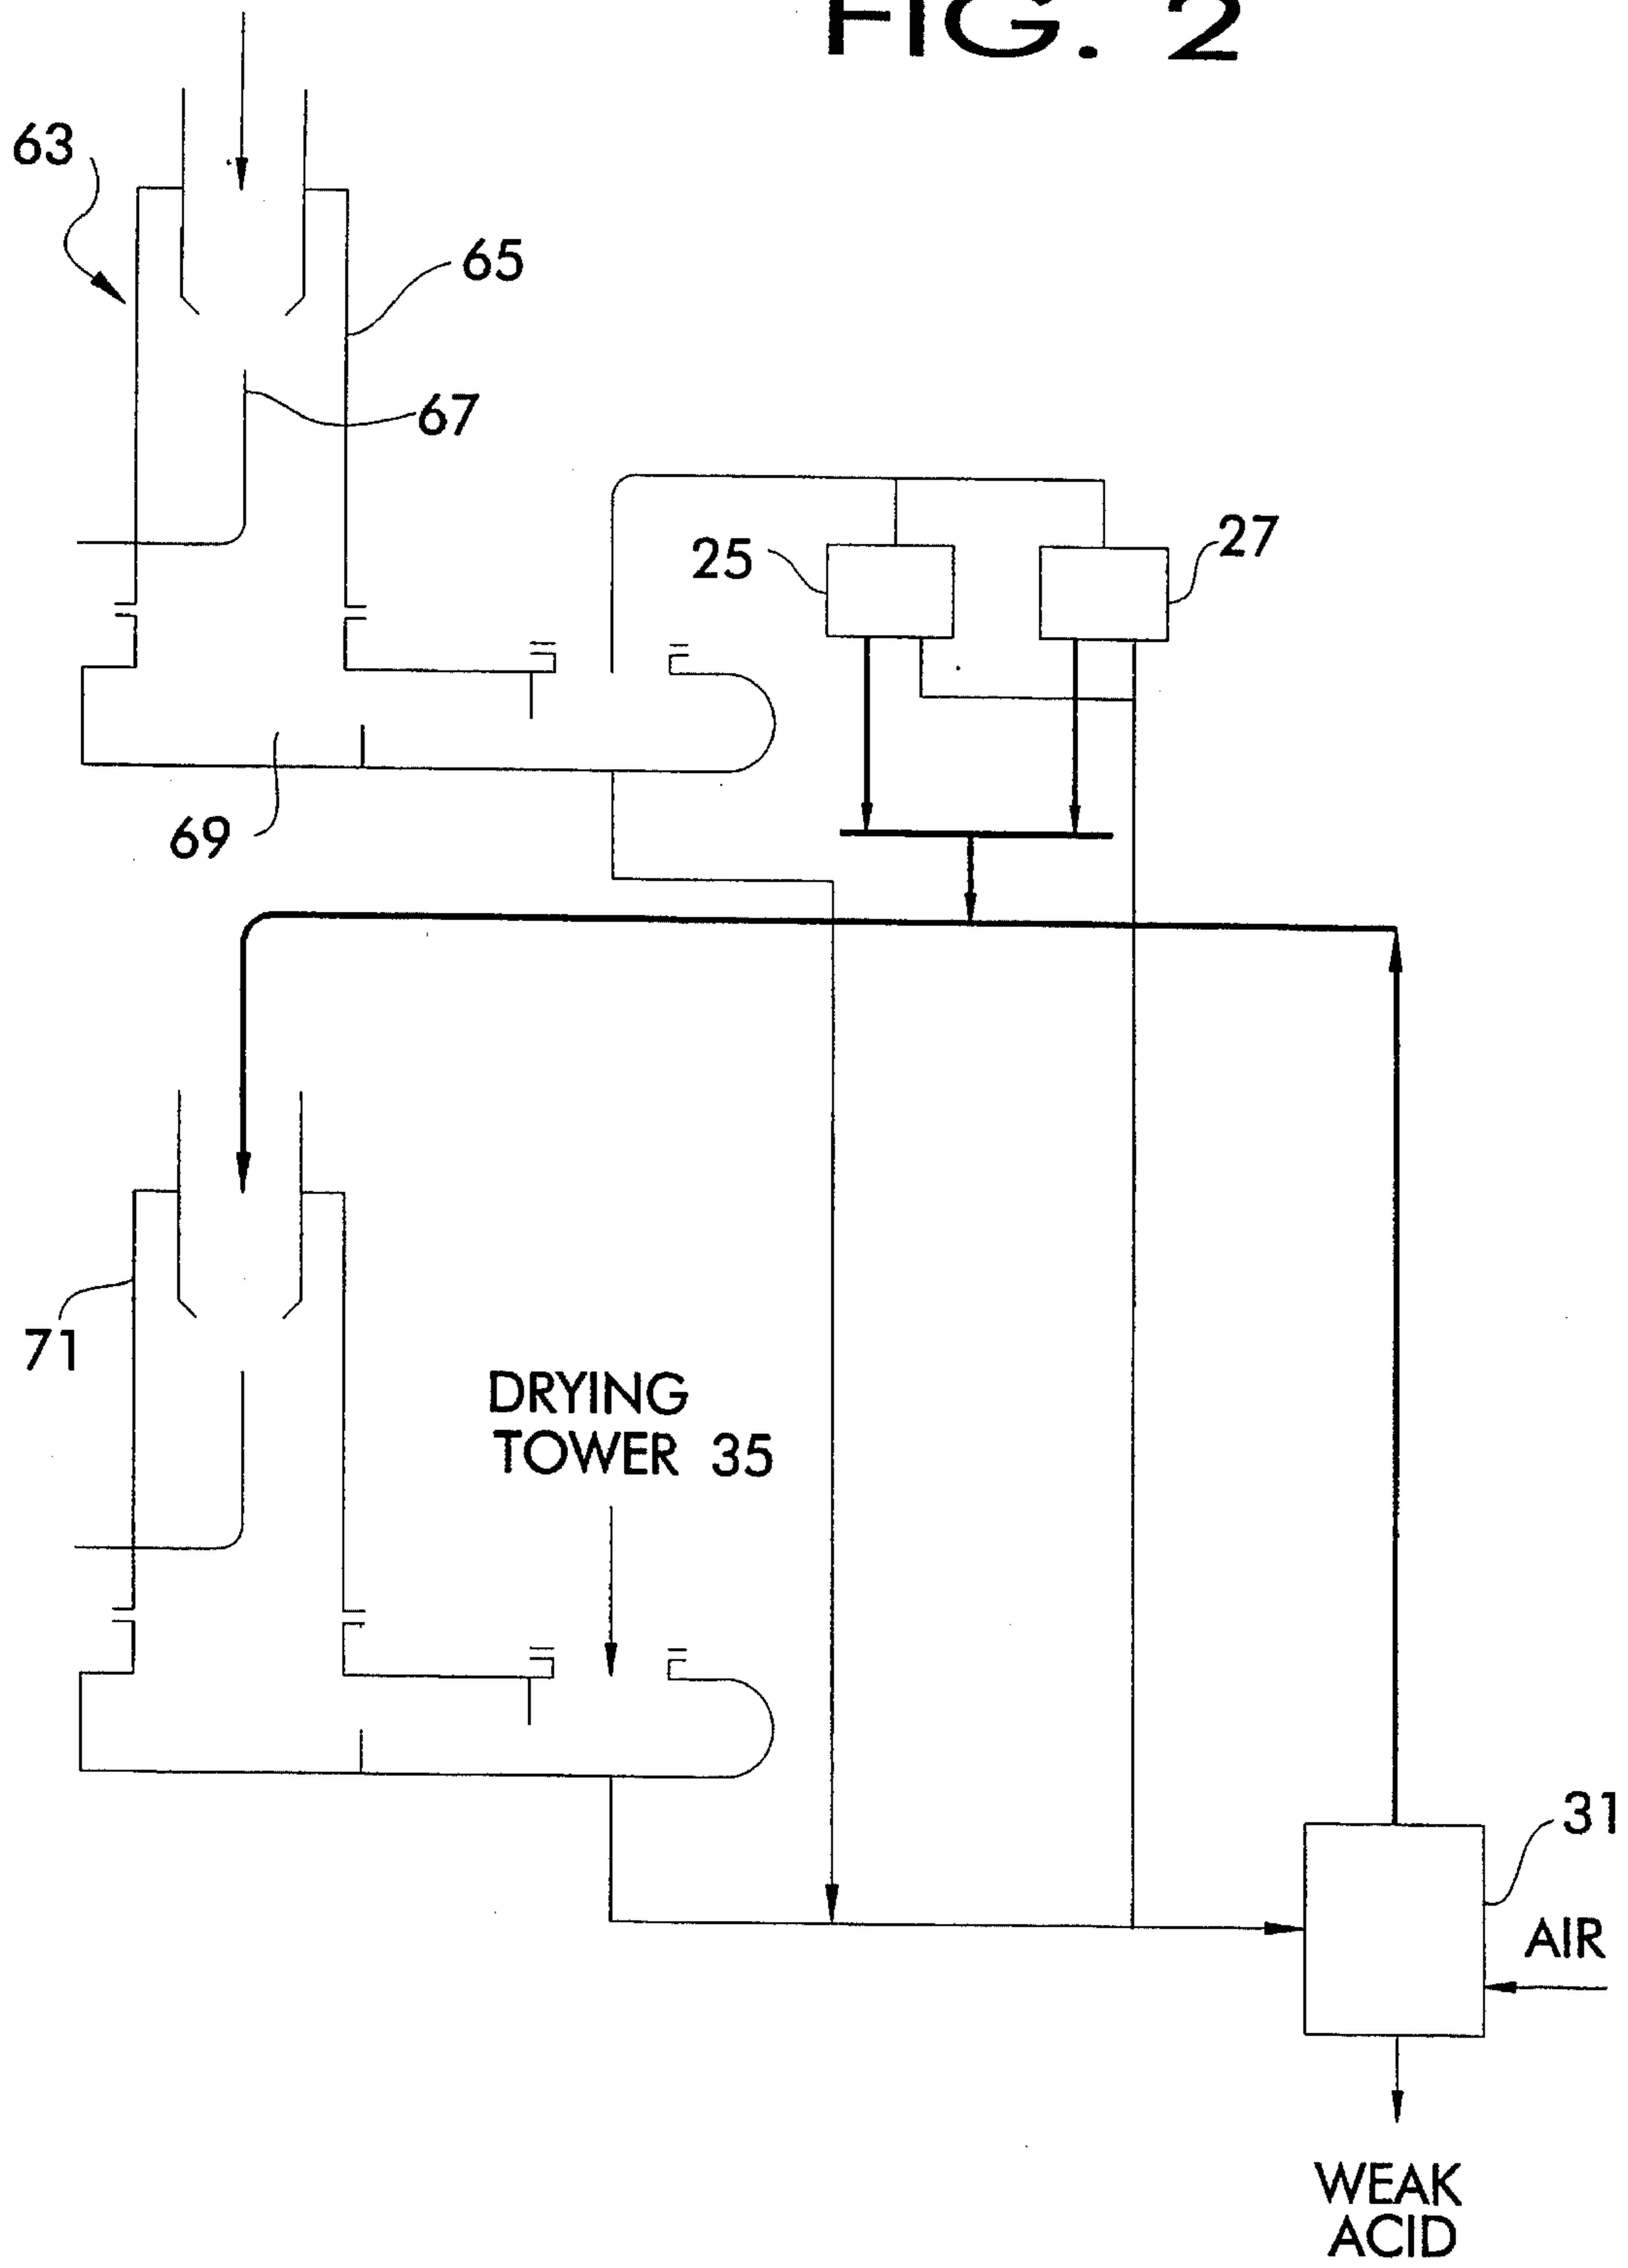 FIG. 2
63
65
67
25
27
69
71
DRYING
TOWER 35
31
AIR
WEAK
ACID